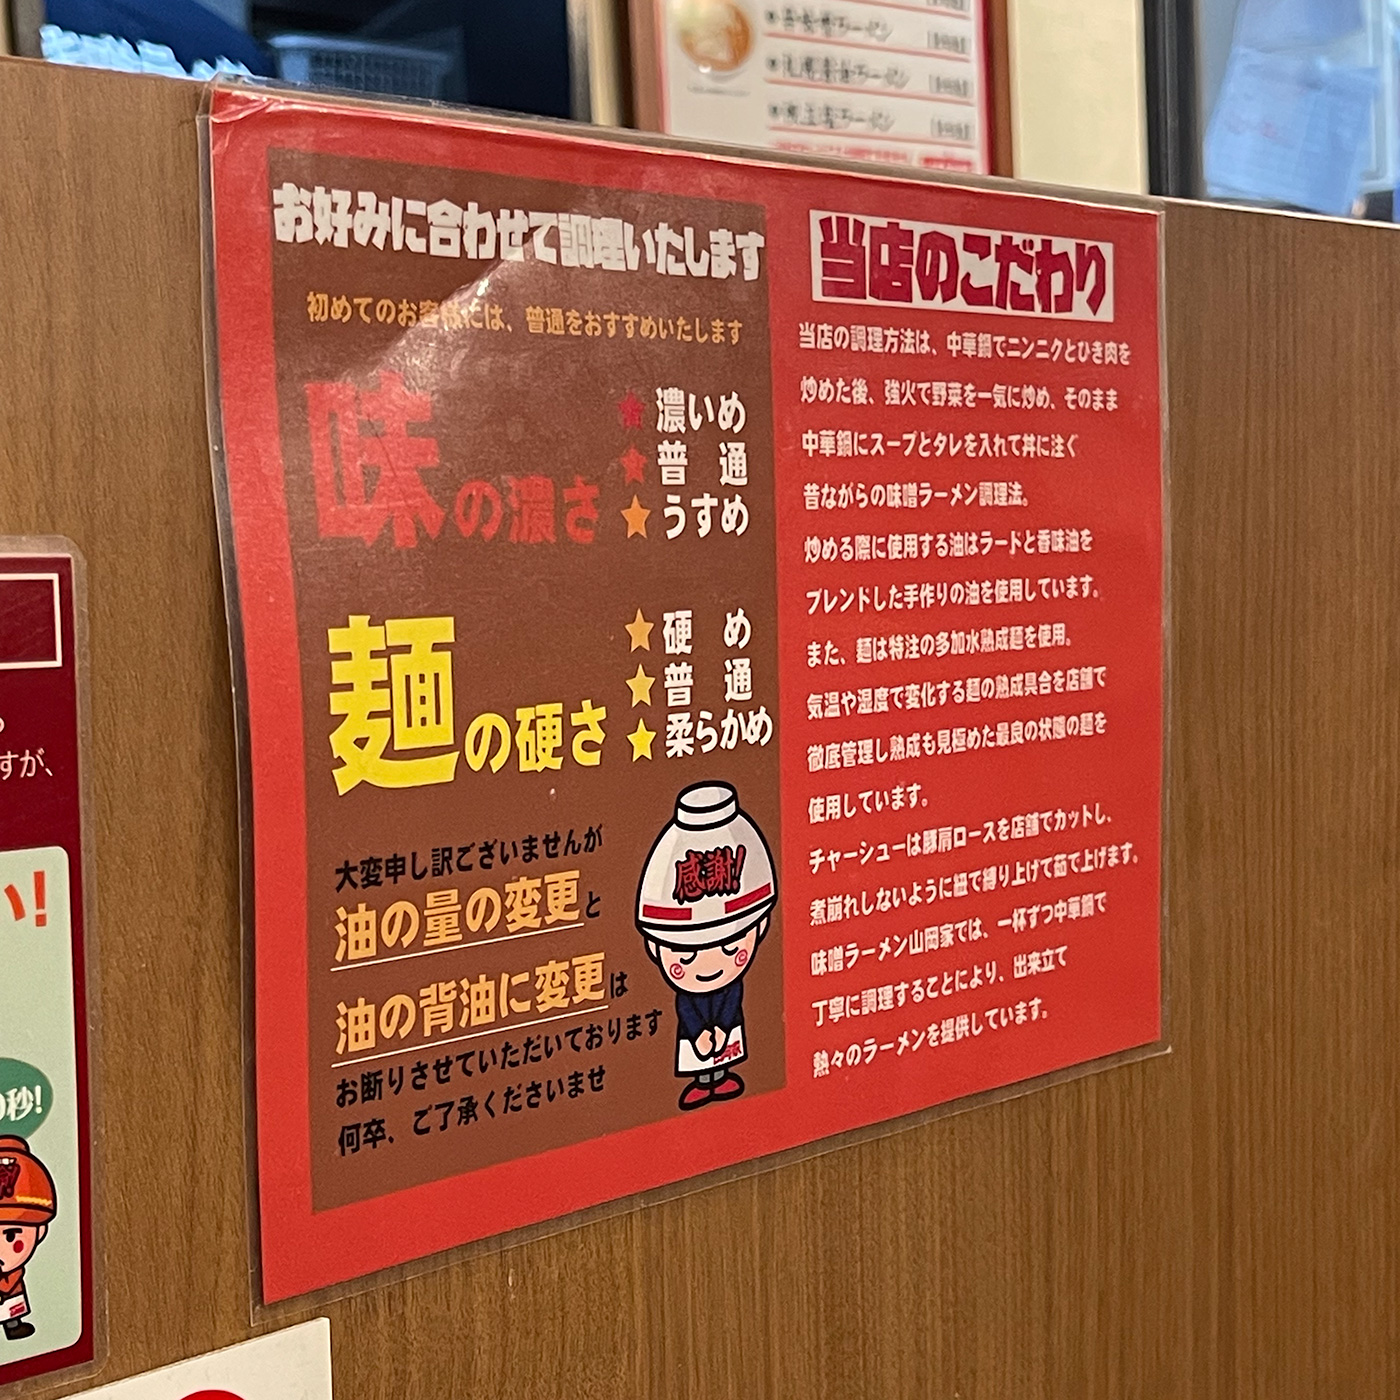 お好みに合わせて調理いたします
初めてのお客様には、普通をおすすめいたします
味の濃さ
濃いめ
普 通
うすめ
麺の硬さ
硬 め
普 通
柔らかめ
大変申し訳ございませんが
油の量の変更と
油の背油に変更は
お断りさせていただいております
何卒、ご了承くださいませ
感謝!
当店のこだわり
当店の調理方法は、中華鍋でニンニクとひき肉を
炒めた後、強火で野菜を一気に炒め、そのまま
中華鍋にスープとタレを入れて丼に注ぐ
昔ながらの味噌ラーメン調理法。
炒める際に使用する油はラードと香味油を
ブレンドした手作りの油を使用しています。
また、麺は特注の多加水熟成麺を使用。
気温や湿度で変化する麺の熟成具合を店舗で
徹底管理し熟成も見極めた最良の状態の麺を
使用しています。
チャーシューは豚肩ロースを店舗でカットし、
煮崩れしないように紐で縛り上げて茹で上げます。
味噌ラーメン山岡家では、一杯ずつ中華鍋で
丁寧に調理することにより、出来立て
熱々のラーメンを提供しています。
すが、
い!
秒!